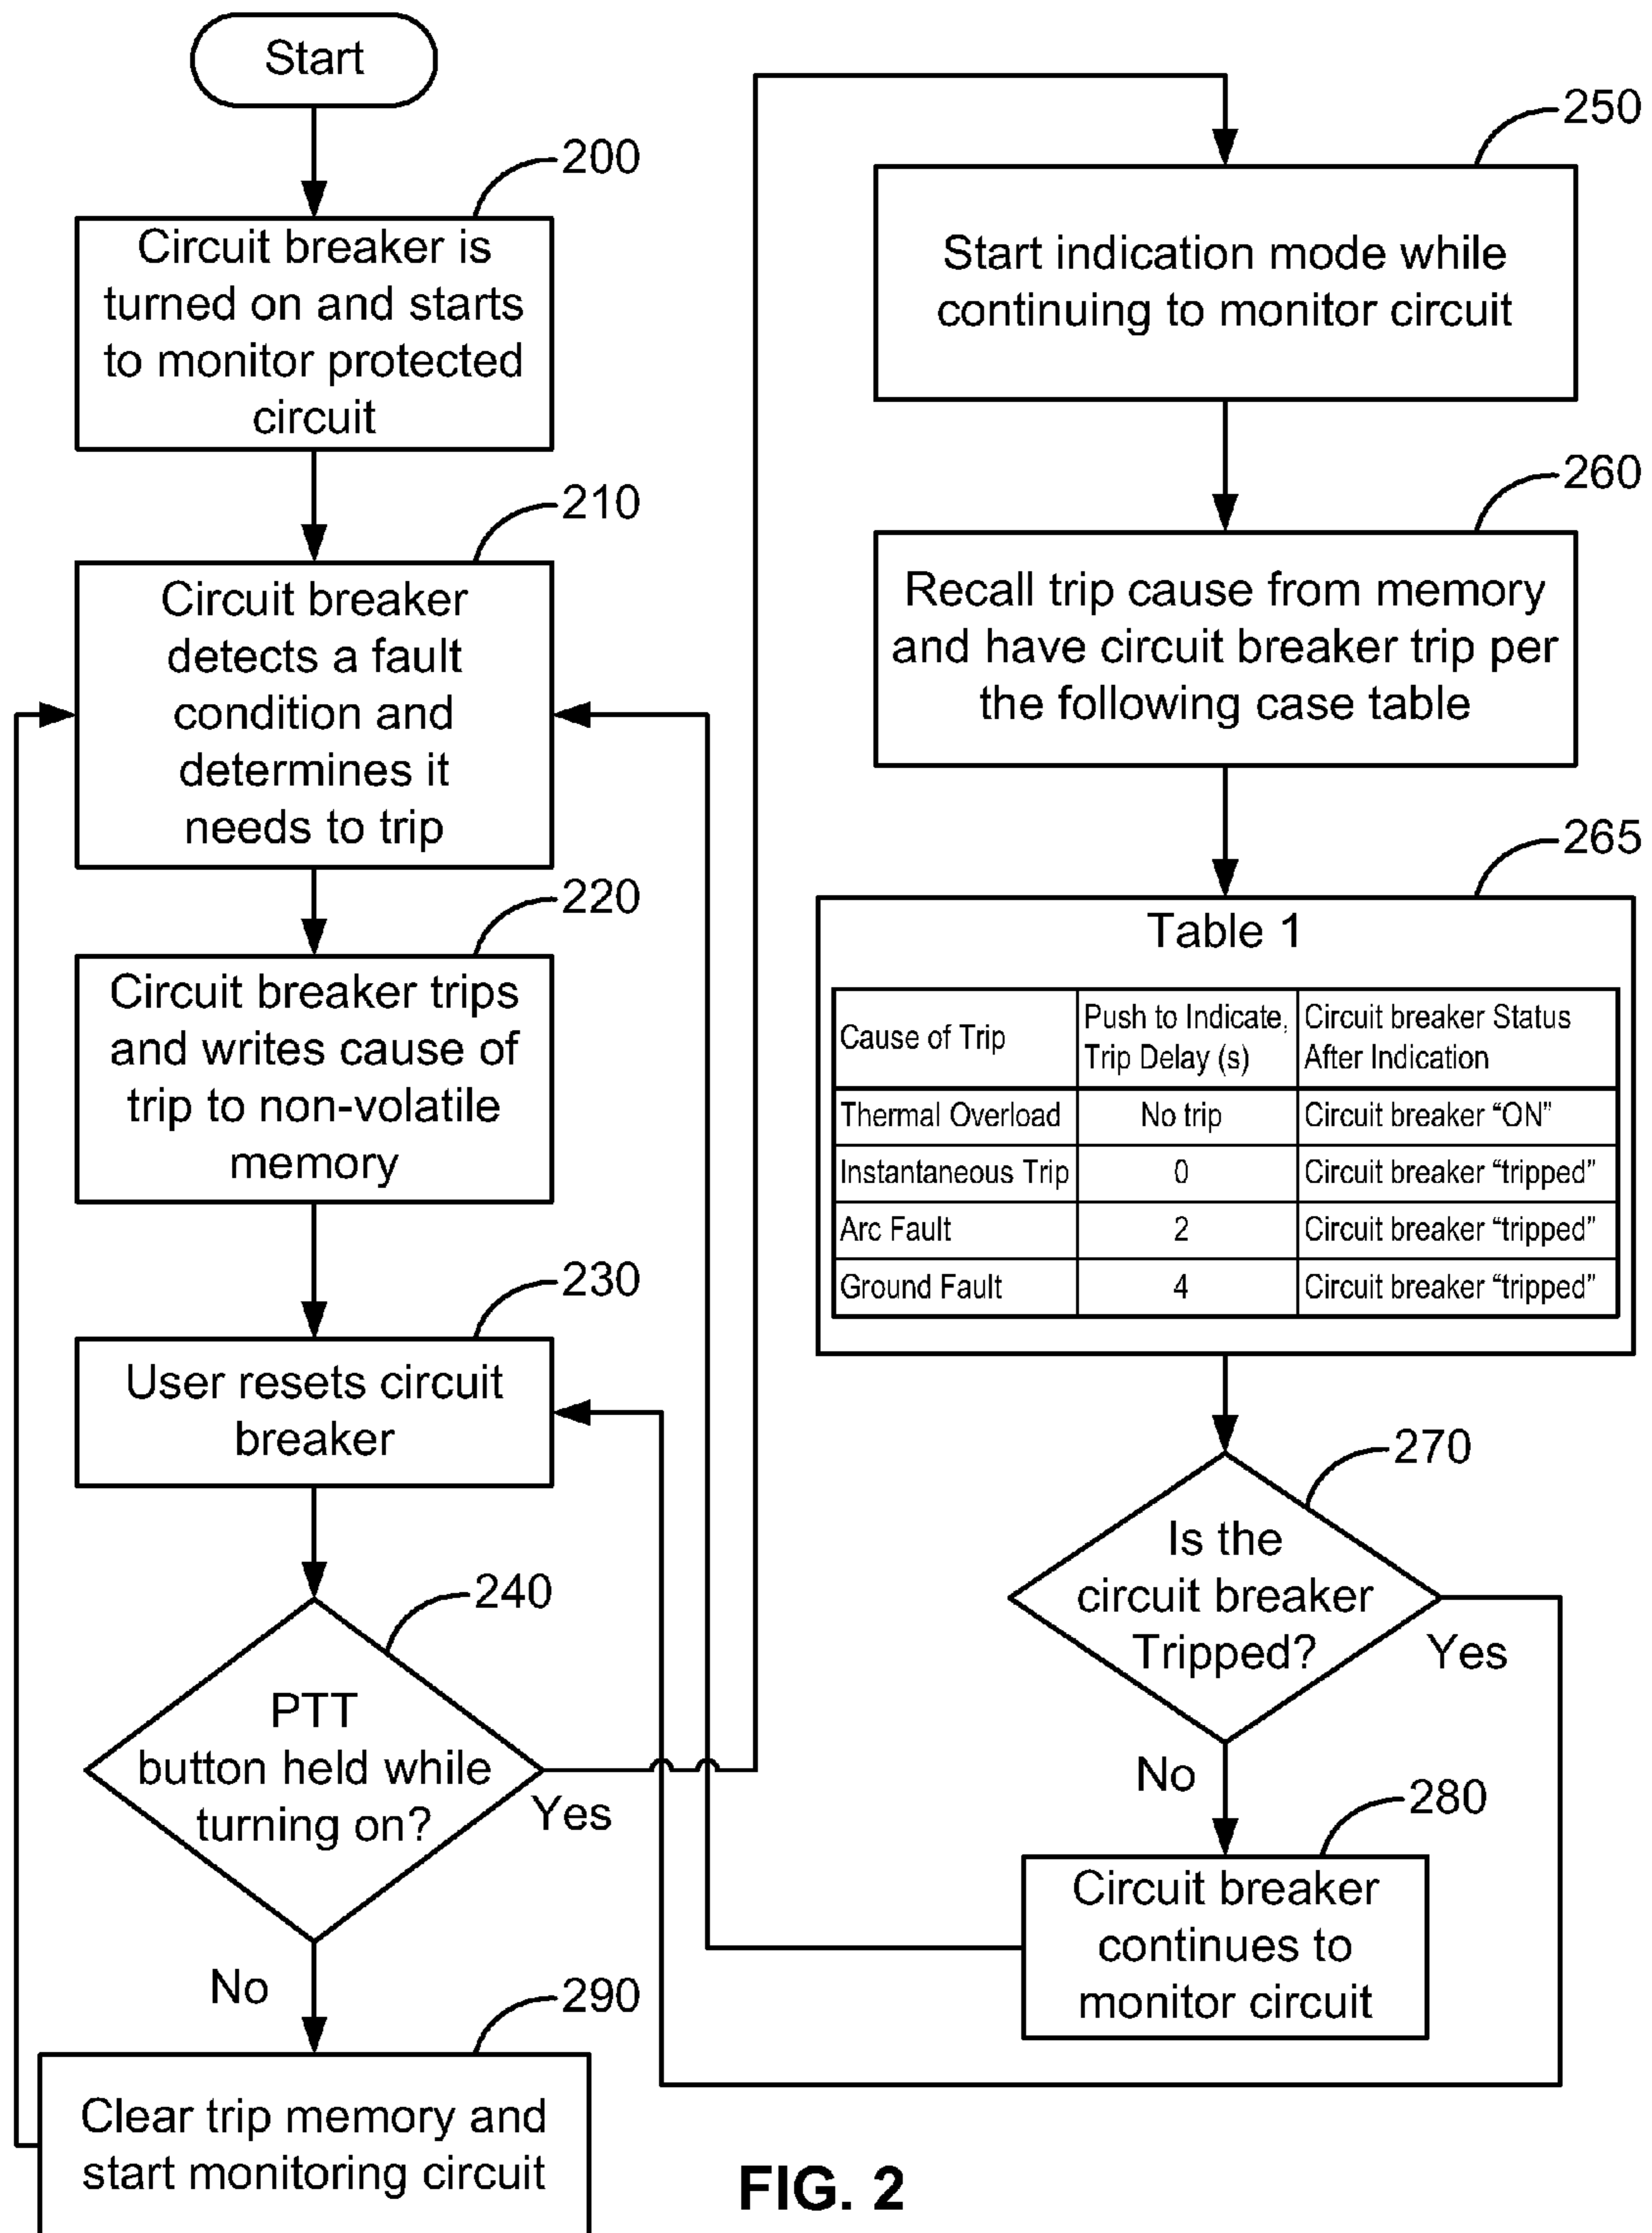 Start
200
Circuit breaker is
turned on and starts
to monitor protected
circuit
210
Circuit breaker
detects a fault
condition and
determines it
needs to trip
220
Circuit breaker trips
and writes cause of
trip to non-volatile
memory
230
User resets circuit
breaker
240
PTT
button held while
turning on?
Yes
No
290
Clear trip memory and
start monitoring circuit
250
Start indication mode while
continuing to monitor circuit
260
Recall trip cause from memory
and have circuit breaker trip per
the following case table
265
Table 1
Cause of Trip
Push to Indicate,
Trip Delay (s)
Circuit breaker Status
After Indication
Thermal Overload No trip Circuit breaker “ON”
Instantaneous Trip 0 Circuit breaker “tripped”
Arc Fault 2 Circuit breaker “tripped”
Ground Fault 4 Circuit breaker “tripped”
270
Is the
circuit breaker
Tripped?
Yes
No
280
Circuit breaker
continues to
monitor circuit
FIG. 2